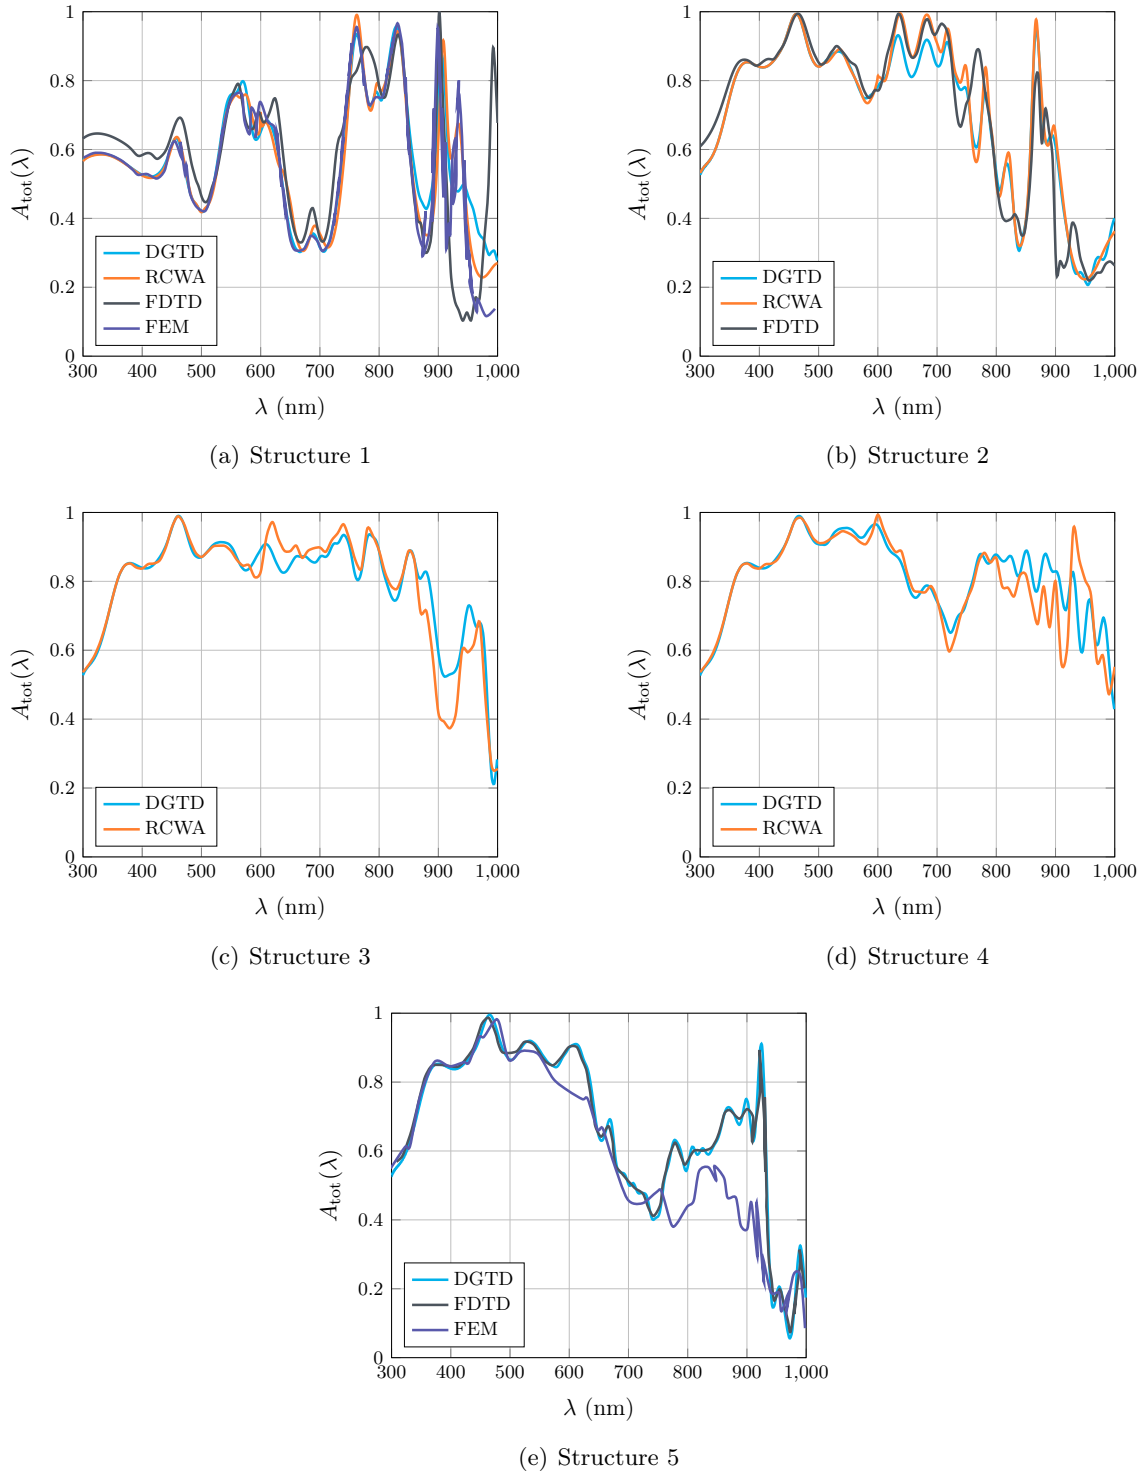 1
0.8
0.6
0.4
0.2
0
A_tot(λ)
300 400 500 600 700 800 900 1,000
λ (nm)
DGTD
RCWA
FDTD
FEM
(a) Structure 1
1
0.8
0.6
0.4
0.2
0
A_tot(λ)
300 400 500 600 700 800 900 1,000
λ (nm)
DGTD
RCWA
FDTD
(b) Structure 2
1
0.8
0.6
0.4
0.2
0
A_tot(λ)
300 400 500 600 700 800 900 1,000
λ (nm)
DGTD
RCWA
(c) Structure 3
1
0.8
0.6
0.4
0.2
0
A_tot(λ)
300 400 500 600 700 800 900 1,000
λ (nm)
DGTD
RCWA
(d) Structure 4
1
0.8
0.6
0.4
0.2
0
A_tot(λ)
300 400 500 600 700 800 900 1,000
λ (nm)
DGTD
FDTD
FEM
(e) Structure 5